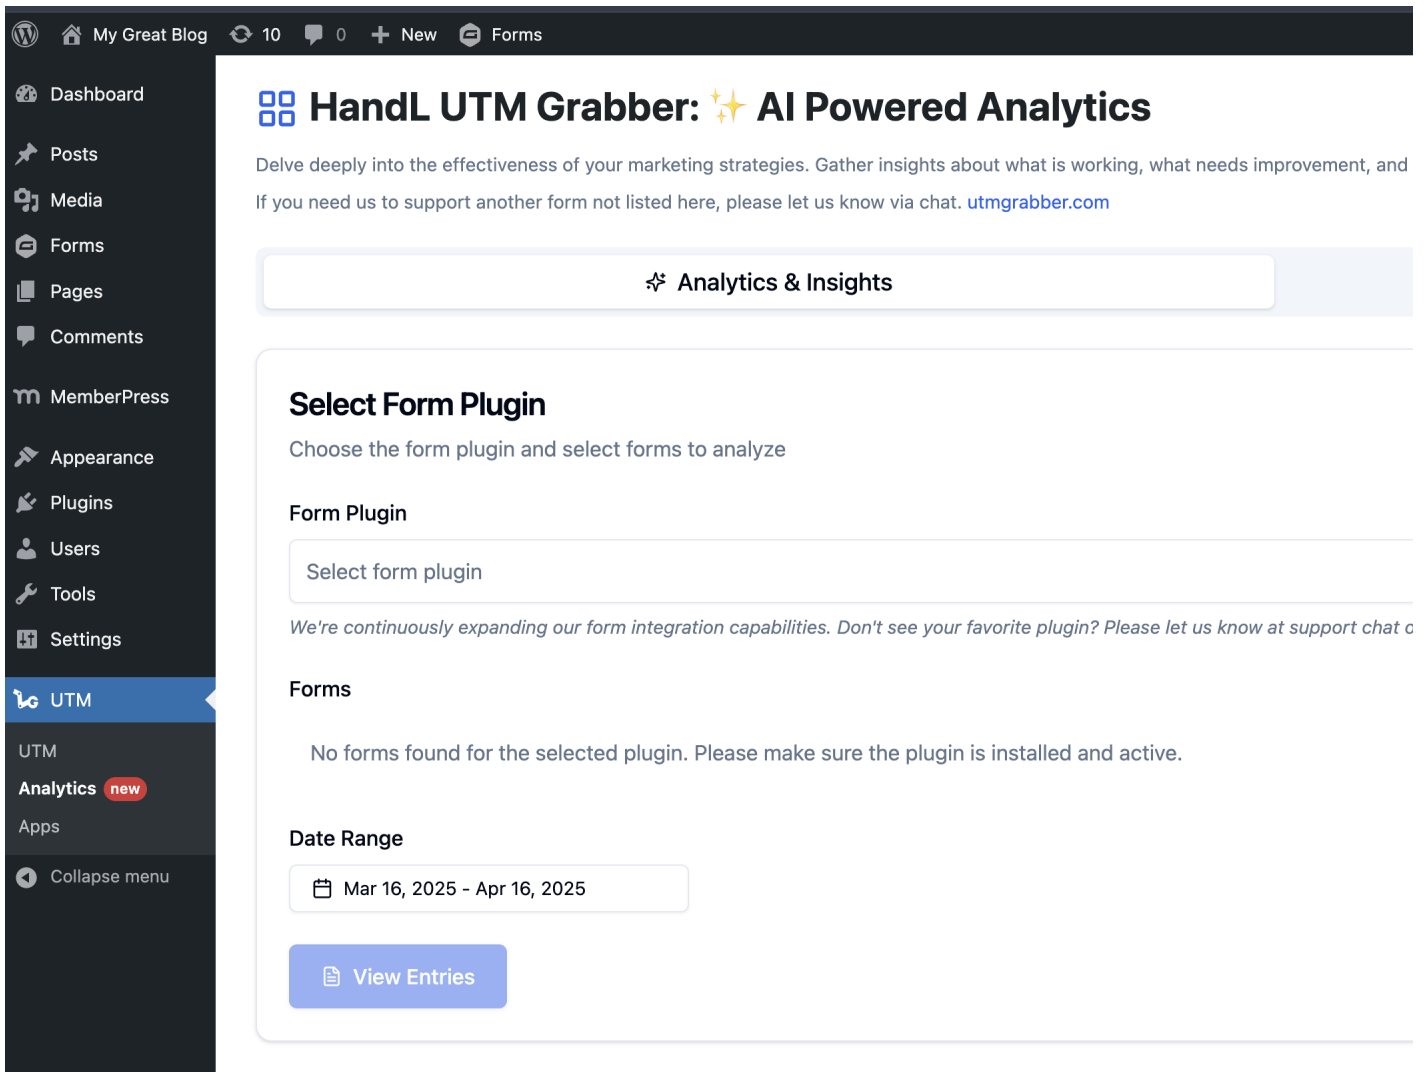 My Great Blog 10 0 New Forms
Dashboard
Posts
Media
Forms
Pages
Comments
MemberPress
Appearance
Plugins
Users
Tools
Settings
UTM
UTM
Analytics new
Apps
Collapse menu
HandL UTM Grabber: ✨ AI Powered Analytics
Delve deeply into the effectiveness of your marketing strategies. Gather insights about what is working, what needs improvement, and
If you need us to support another form not listed here, please let us know via chat. utmgrabber.com
Analytics & Insights
Select Form Plugin
Choose the form plugin and select forms to analyze
Form Plugin
Select form plugin
We're continuously expanding our form integration capabilities. Don't see your favorite plugin? Please let us know at support chat
Forms
No forms found for the selected plugin. Please make sure the plugin is installed and active.
Date Range
Mar 16, 2025 - Apr 16, 2025
View Entries